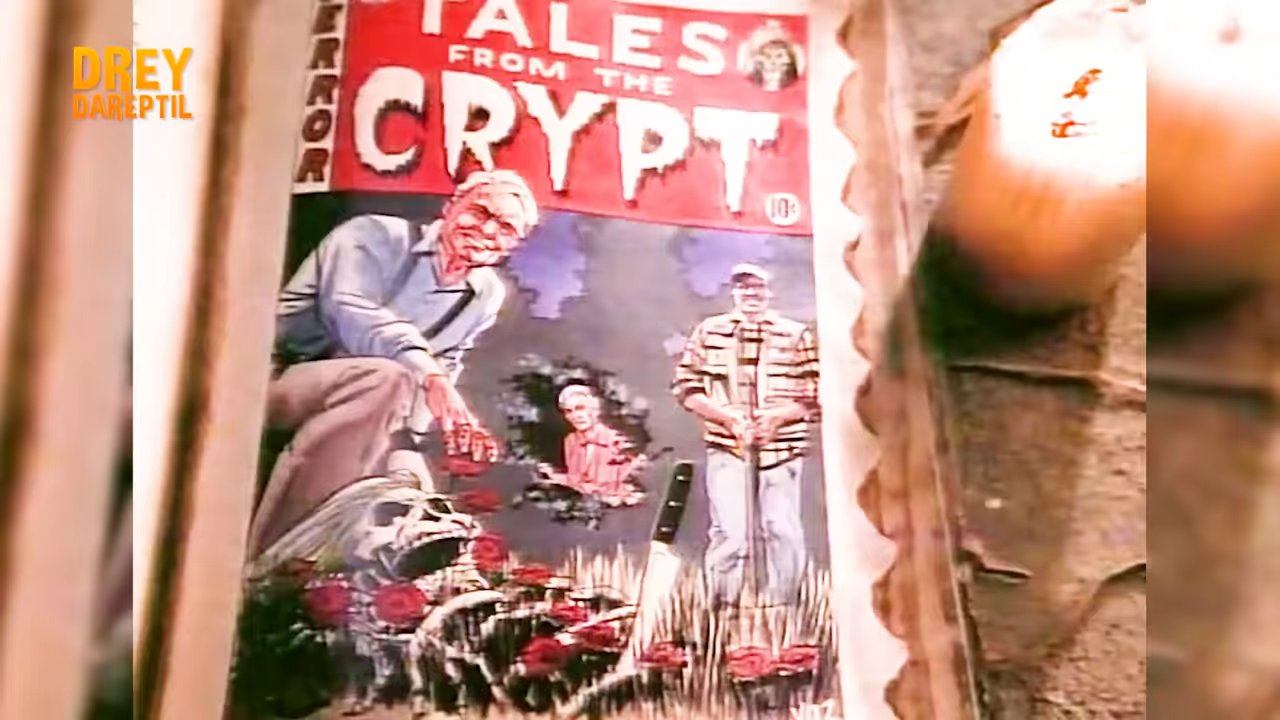 DREY
DAREPTIL
TERROR
TALES
FROM THE
CRYPT
10¢